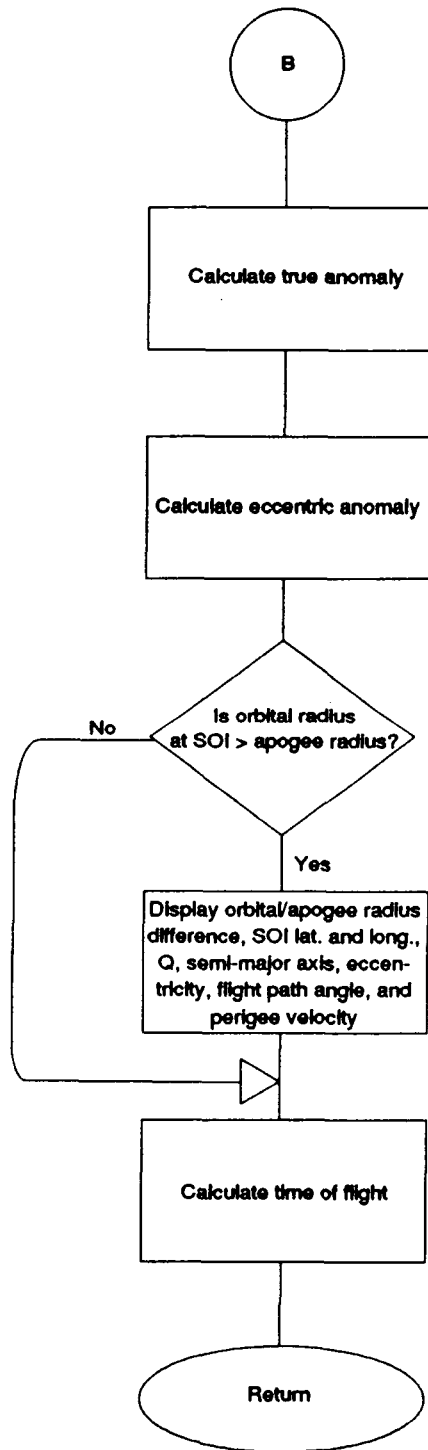 B
Calculate true anomaly
Calculate eccentric anomaly
Is orbital radius
at SOI > apogee radius?
No
Yes
Display orbital/apogee radius
difference, SOI lat. and long.,
Q, semi-major axis, eccen-
tricity, flight path angle, and
perigee velocity
Calculate time of flight
Return